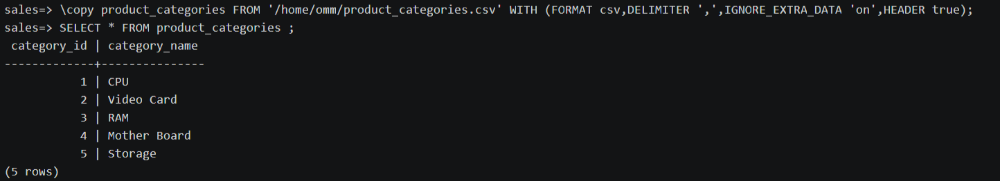 sales=> \copy product_categories FROM '/home/omm/product_categories.csv' WITH (FORMAT csv,DELIMITER ',',IGNORE_EXTRA_DATA 'on',HEADER true);
sales=> SELECT * FROM product_categories ;
 category_id | category_name
-------------+---------------
           1 | CPU
           2 | Video Card
           3 | RAM
           4 | Mother Board
           5 | Storage
(5 rows)